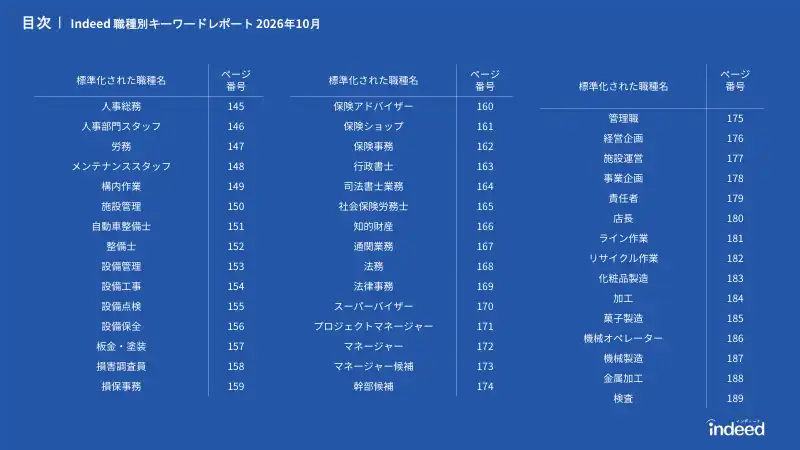 目次 | Indeed 職種別キーワードレポート 2026年10月
標準化された職種名 ページ番号
人事総務 145
人事部門スタッフ 146
労務 147
メンテナンススタッフ 148
構内作業 149
施設管理 150
自動車整備士 151
整備士 152
設備管理 153
設備工事 154
設備点検 155
設備保全 156
板金・塗装 157
損害調査員 158
損保事務 159
標準化された職種名 ページ番号
保険アドバイザー 160
保険ショップ 161
保険事務 162
行政書士 163
司法書士業務 164
社会保険労務士 165
知的財産 166
通関業務 167
法務 168
法律事務 169
スーパーバイザー 170
プロジェクトマネージャー 171
マネージャー 172
マネージャー候補 173
幹部候補 174
標準化された職種名 ページ番号
管理職 175
経営企画 176
施設運営 177
事業企画 178
責任者 179
店長 180
ライン作業 181
リサイクル作業 182
化粧品製造 183
加工 184
菓子製造 185
機械オペレーター 186
機械製造 187
金属加工 188
検査 189
インディード
indeed